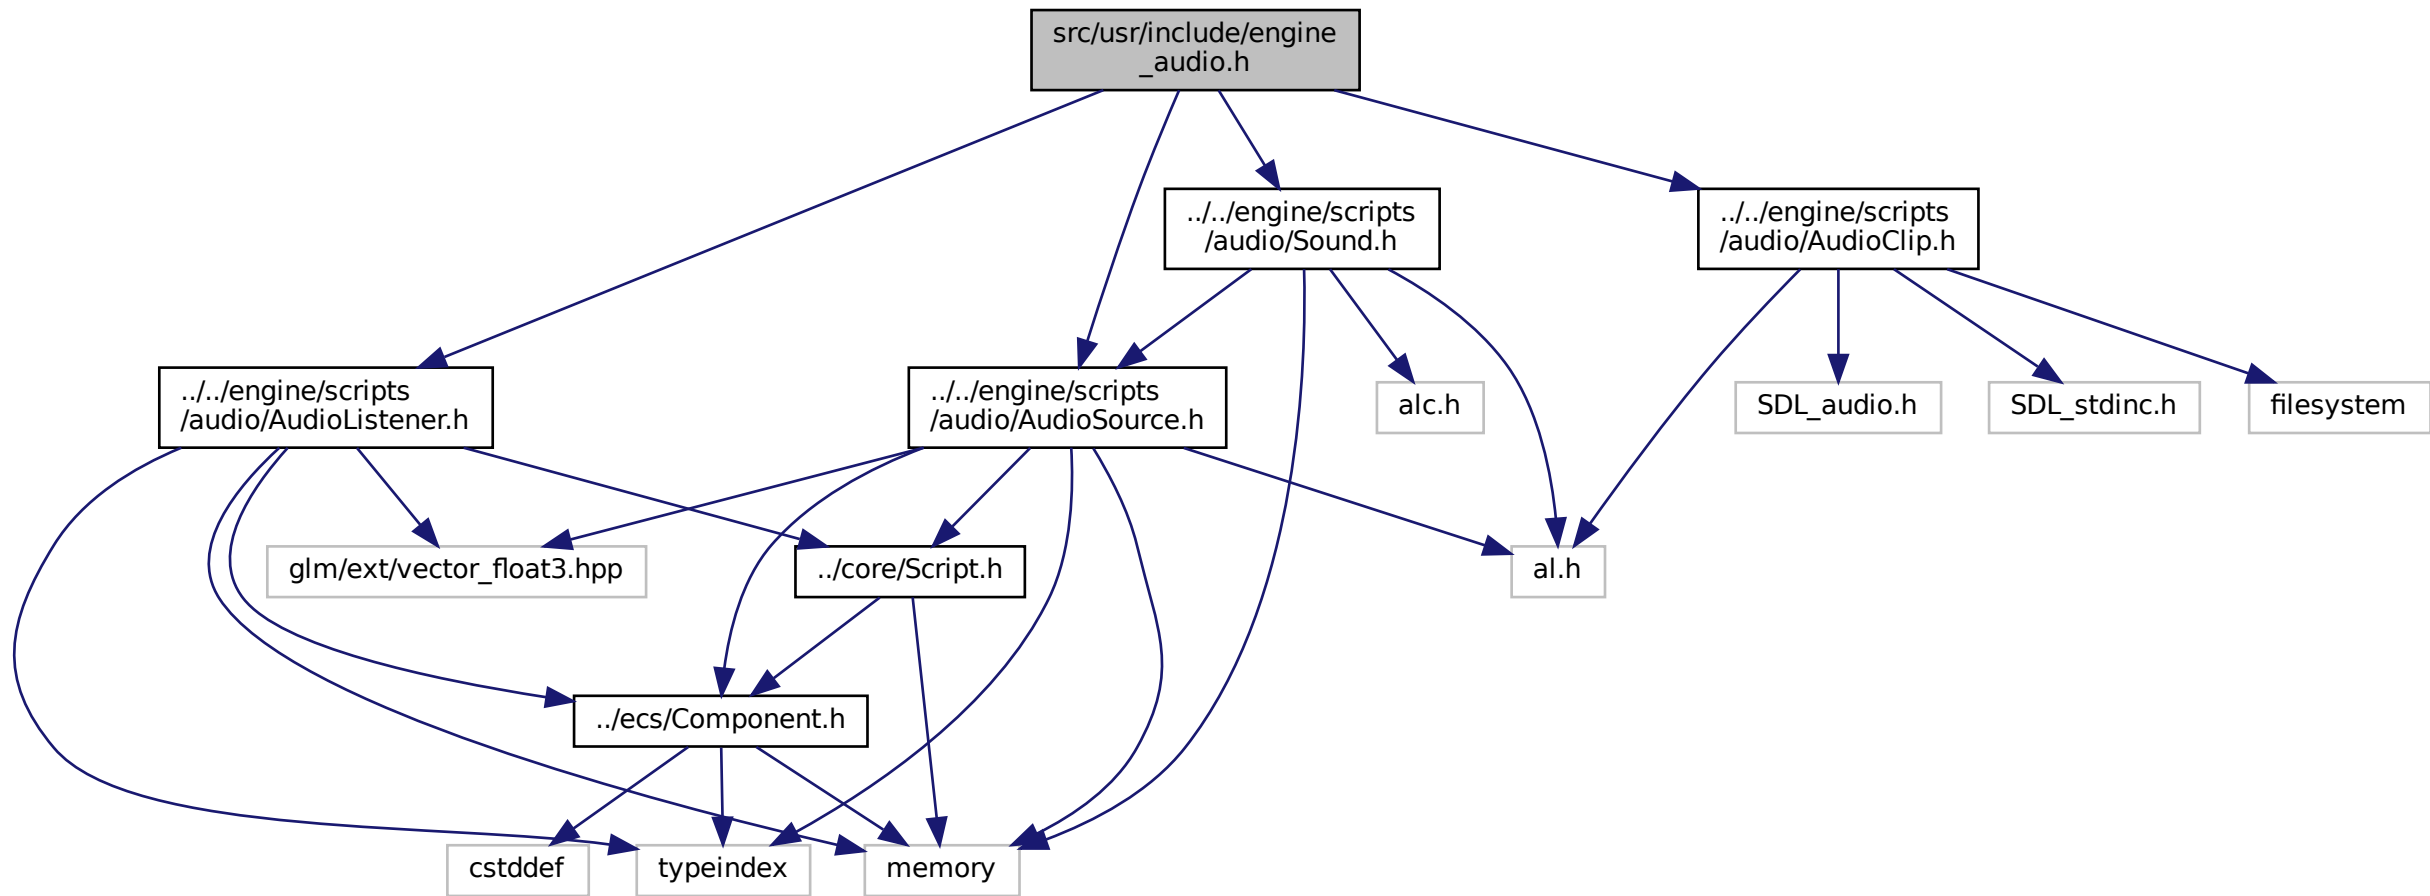 src/usr/include/engine
_audio.h
../../engine/scripts
/audio/Sound.h
../../engine/scripts
/audio/AudioClip.h
../../engine/scripts
/audio/AudioListener.h
../../engine/scripts
/audio/AudioSource.h
alc.h
SDL_audio.h
SDL_stdinc.h
filesystem
glm/ext/vector_float3.hpp
../core/Script.h
al.h
../ecs/Component.h
cstddef
typeindex
memory